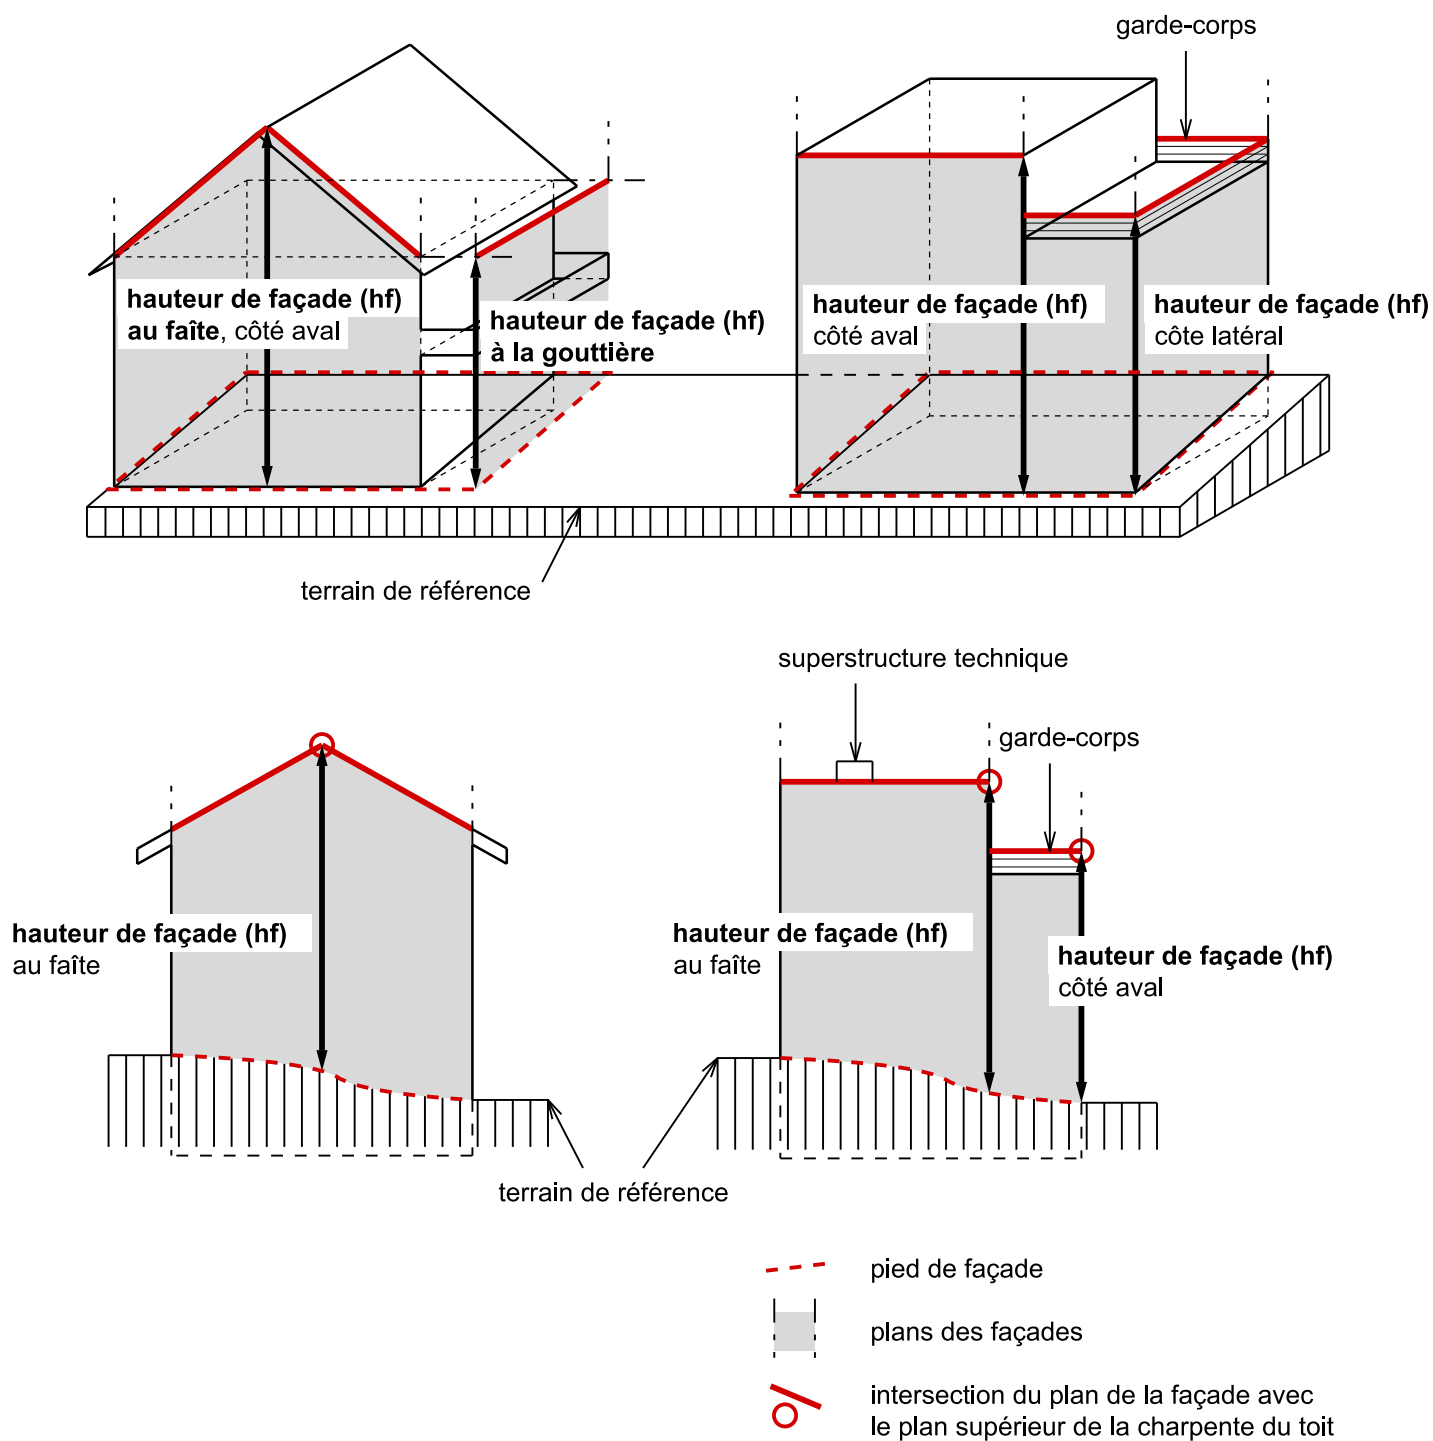 garde-corps
hauteur de façade (hf)
au faîte, côté aval
hauteur de façade (hf)
à la gouttière
hauteur de façade (hf)
côté aval
hauteur de façade (hf)
côte latéral
terrain de référence
superstructure technique
garde-corps
hauteur de façade (hf)
au faîte
hauteur de façade (hf)
au faîte
hauteur de façade (hf)
côté aval
terrain de référence
pied de façade
plans des façades
intersection du plan de la façade avec
le plan supérieur de la charpente du toit